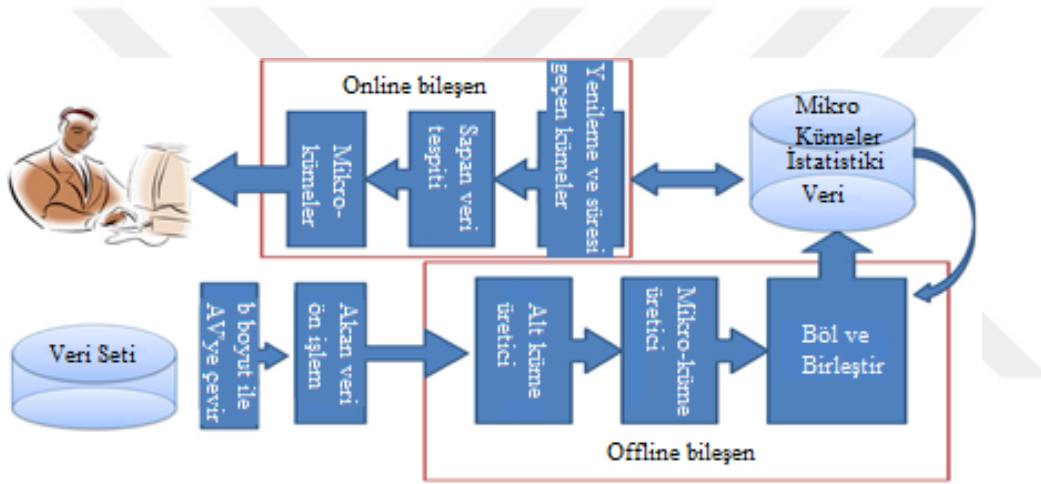 Online bileşen
Mikro-
kümeler
Sapan veri
tespiti
Yenileme ve süresi
geçen kümeler
Mikro
Kümeler
İstatistiki
Veri
Veri Seti
b boyut ile
AV'ye çevir
Akan veri
ön işlem
Alt küme
üretici
Mikro-küme
üretici
Böl ve
Birleştir
Offline bileşen